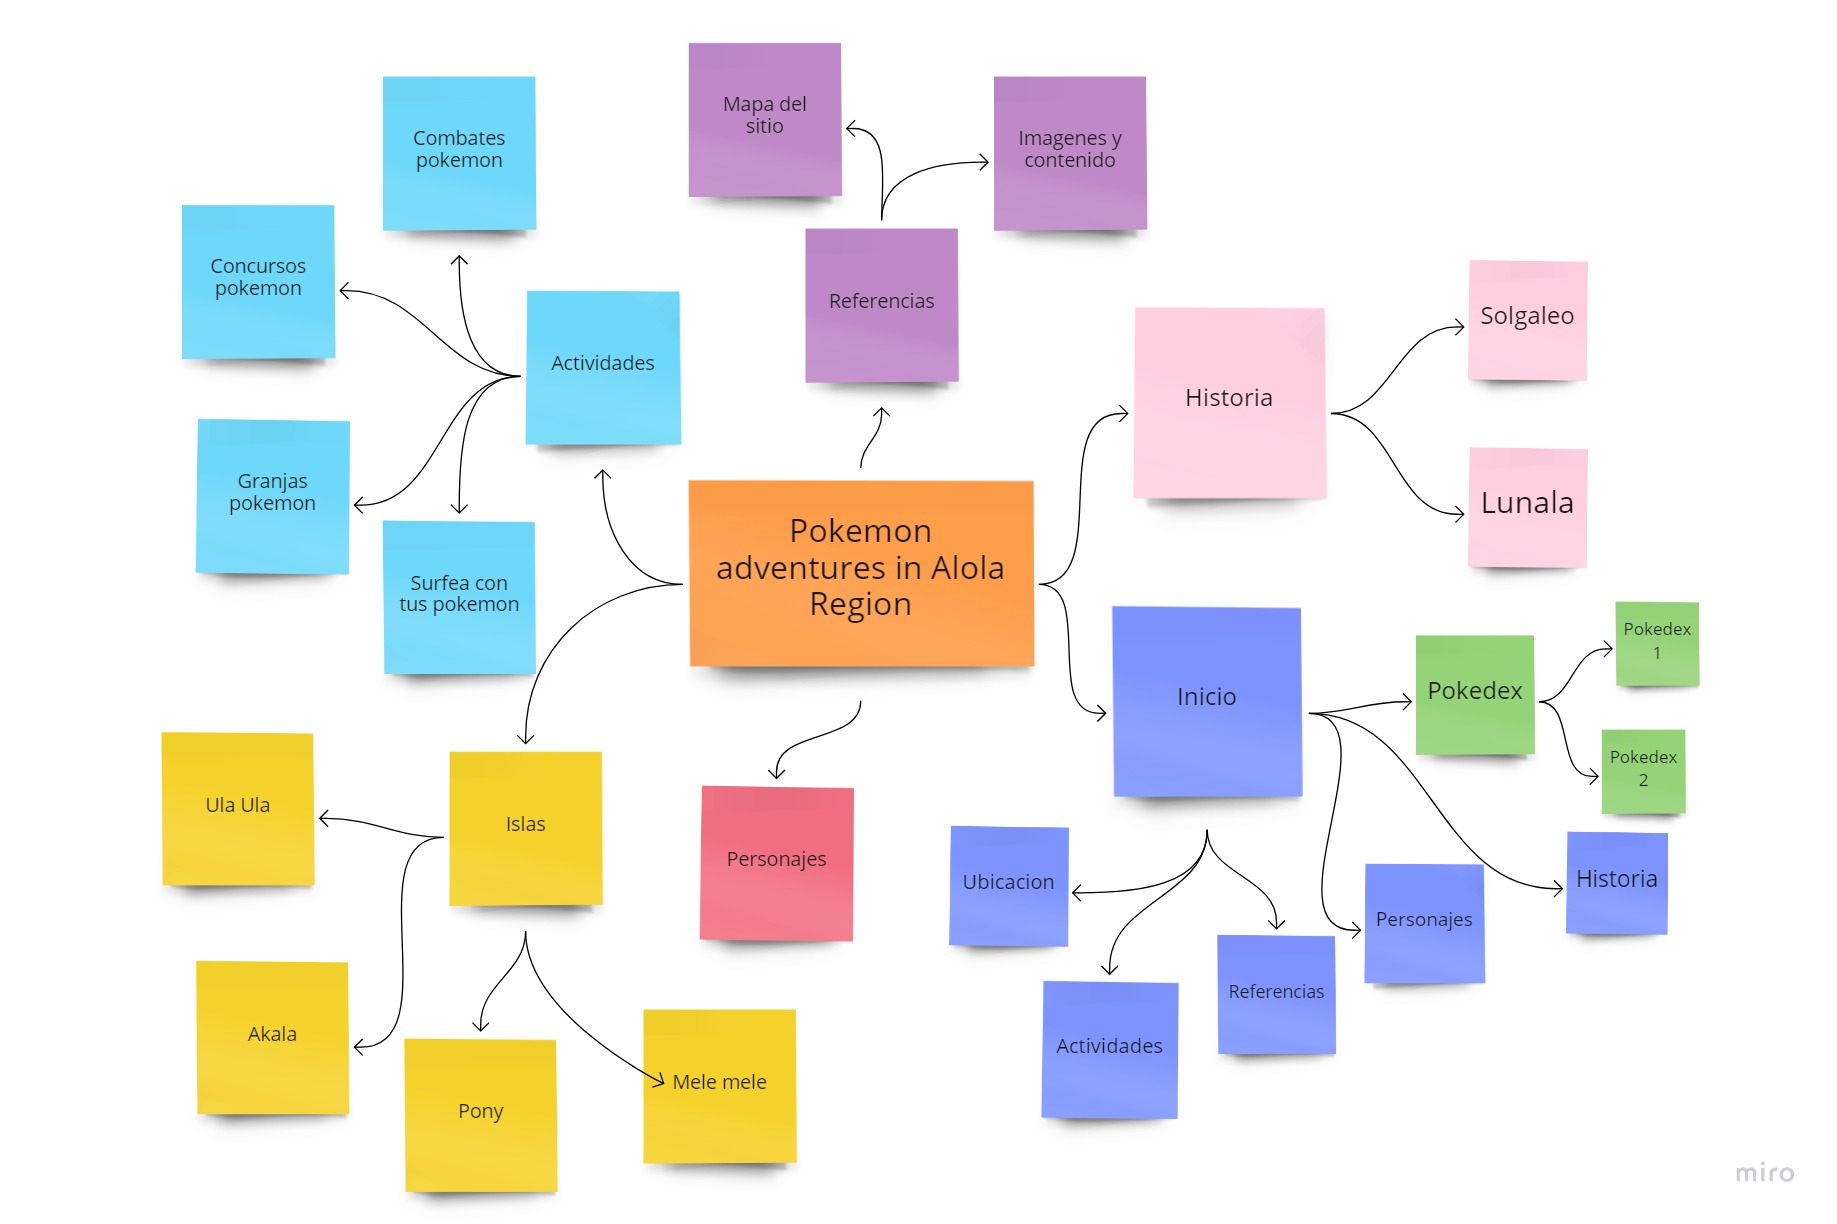 Mapa del
sitio
Imagenes y
contenido
Combates
pokemon
Concursos
pokemon
Referencias
Solgaleo
Actividades
Historia
Granjas
pokemon
Lunala
Pokemon
adventures in Alola
Region
Surfea con
tus pokemon
Pokedex
1
Inicio
Pokedex
Pokedex
2
Ula Ula
Islas
Personajes
Ubicacion
Historia
Personajes
Referencias
Akala
Actividades
Mele mele
Pony
miro